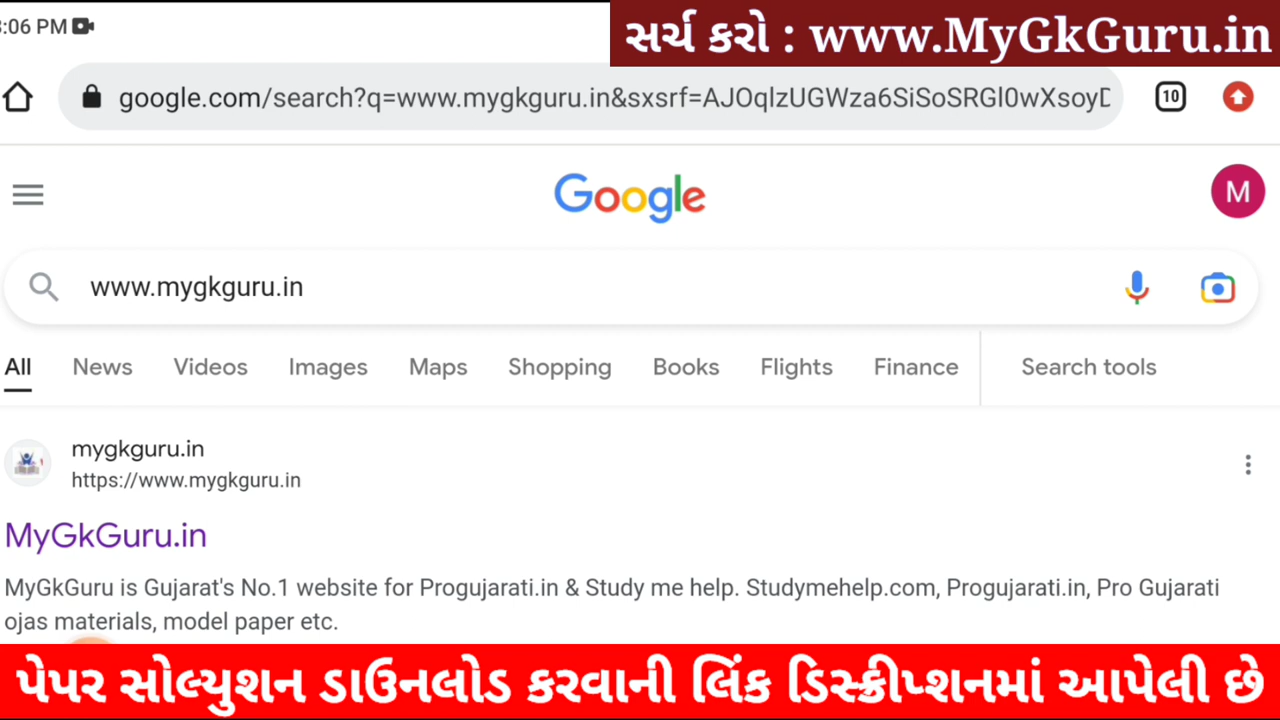 :06 PM
સર્ચ કરો : www.MyGkGuru.in
google.com/search?q=www.mygkguru.in&sxsrf=AJOqlzUGWza6SiSoSRGl0wXsoyD
10
Google
M
www.mygkguru.in
All News Videos Images Maps Shopping Books Flights Finance Search tools
mygkguru.in
https://www.mygkguru.in
MyGkGuru.in
MyGkGuru is Gujarat's No.1 website for Progujarati.in & Study me help. Studymehelp.com, Progujarati.in, Pro Gujarati
ojas materials, model paper etc.
પેપર સોલ્યુશન ડાઉનલોડ કરવાની લિંક ડિસ્ક્રીપ્શનમાં આપેલી છે